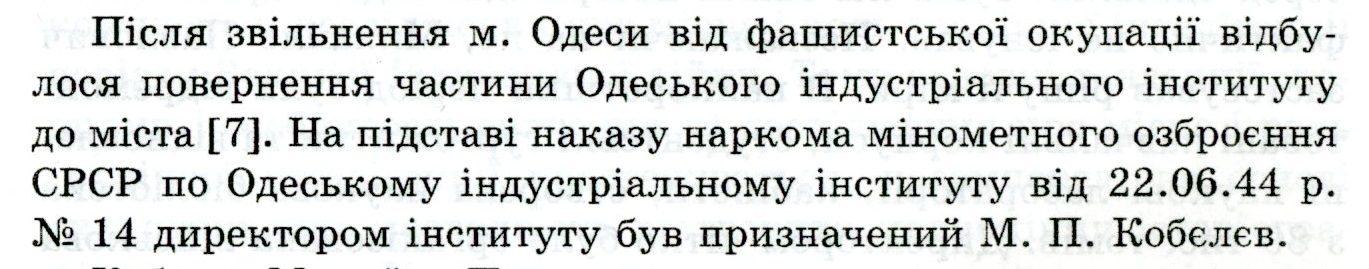 Після звільнення м. Одеси від фашистської окупації відбу-
лося повернення частини Одеського індустріального інституту
до міста [7]. На підставі наказу наркома мінометного озброєння
СРСР по Одеському індустріальному інституту від 22.06.44 р.
№ 14 директором інституту був призначений М. П. Кобєлєв.